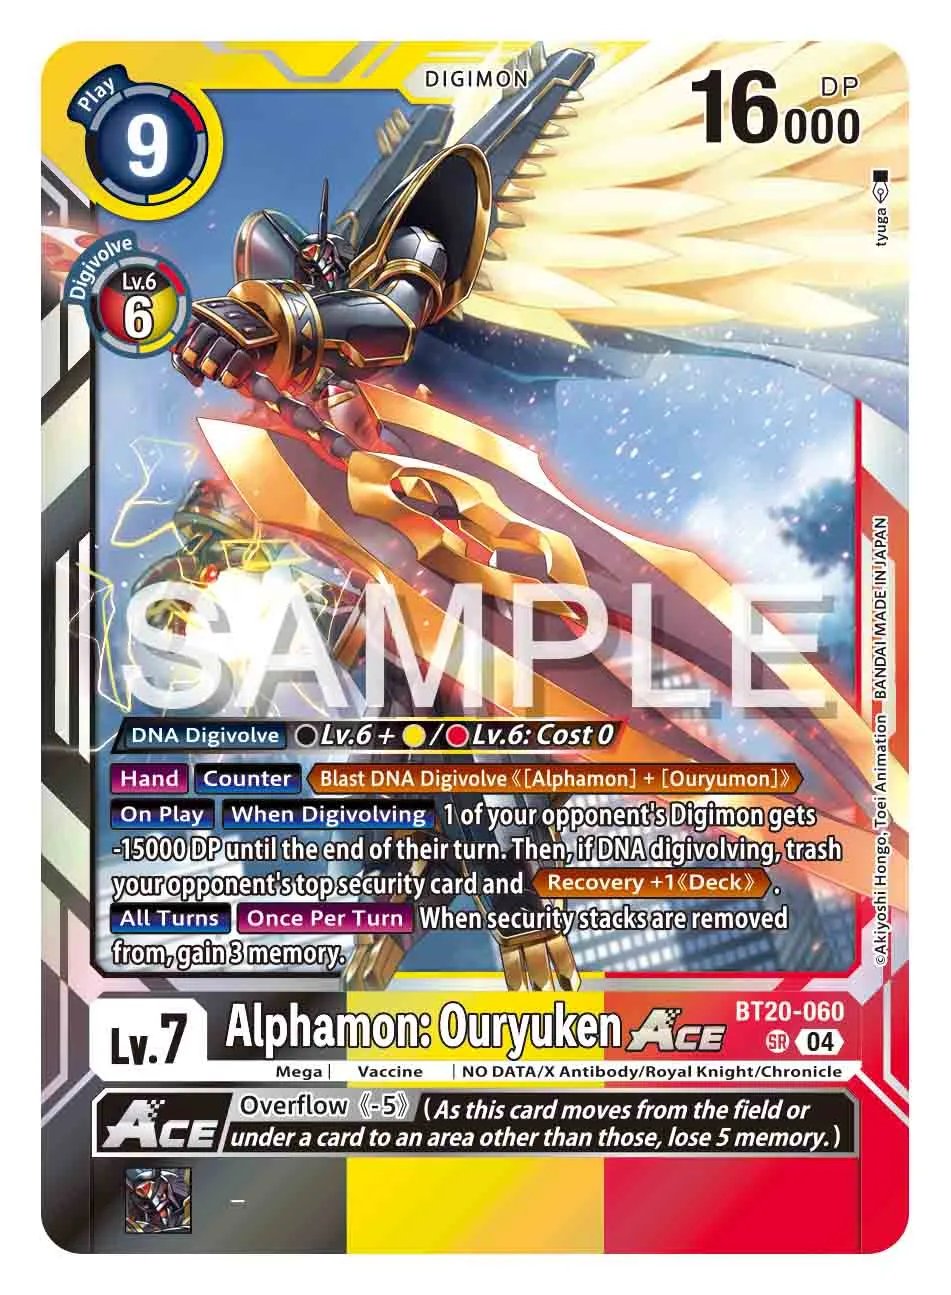 DIGIMON
Play
9
16000
DP
tyuga
Digivolve
Lv.6
6
SAMPLE
DNA Digivolve Lv.6 + / Lv.6: Cost 0
Hand Counter Blast DNA Digivolve《[Alphamon] + [Ouryumon]》
On Play When Digivolving 1 of your opponent's Digimon gets
-15000 DP until the end of their turn. Then, if DNA digivolving, trash
your opponent's top security card and Recovery +1《Deck》.
All Turns Once Per Turn When security stacks are removed
from, gain 3 memory.
©Akiyoshi Hongo, Toei Animation BANDAI MADE IN JAPAN
Lv.7
Alphamon: Ouryuken ACE
BT20-060
SR 04
Mega | Vaccine | NO DATA/X Antibody/Royal Knight/Chronicle
ACE Overflow《-5》(As this card moves from the field or
under a card to an area other than those, lose 5 memory.)
–